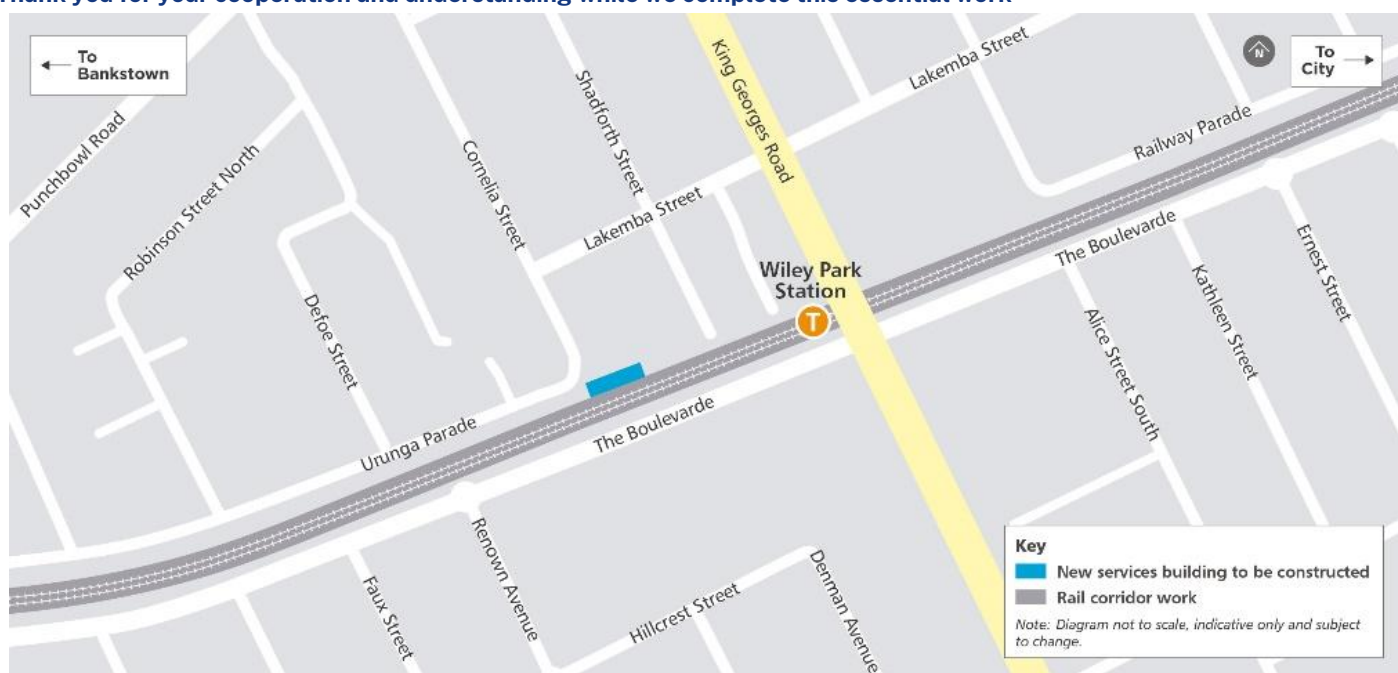 Thank you for your cooperation and understanding while we complete this essential work
To
Bankstown
To
City
N
Punchbowl Road
Robinson Street North
Defoe Street
Cornelia Street
Shadforth Street
King Georges Road
Lakemba Street
Lakemba Street
Railway Parade
Wiley Park
Station
T
The Boulevarde
Urunga Parade
The Boulevarde
Alice Street South
Kathleen Street
Ernest Street
Renown Avenue
Faux Street
Hillcrest Street
Denman Avenue
Key
New services building to be constructed
Rail corridor work
Note: Diagram not to scale, indicative only and subject
to change.